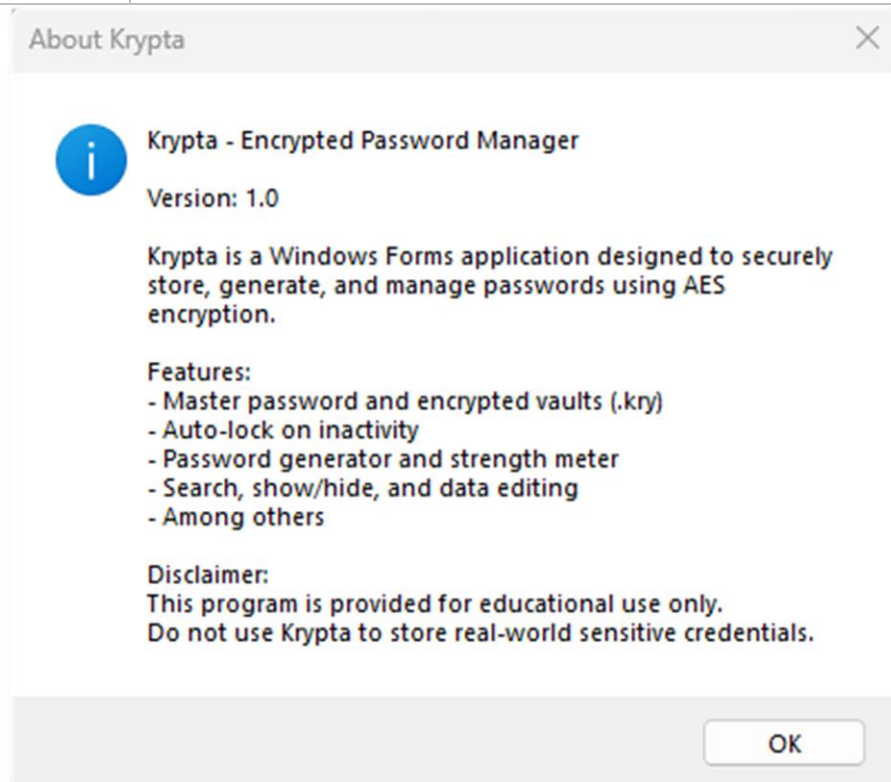 About Krypta
i
Krypta - Encrypted Password Manager
Version: 1.0
Krypta is a Windows Forms application designed to securely
store, generate, and manage passwords using AES
encryption.
Features:
- Master password and encrypted vaults (.kry)
- Auto-lock on inactivity
- Password generator and strength meter
- Search, show/hide, and data editing
- Among others
Disclaimer:
This program is provided for educational use only.
Do not use Krypta to store real-world sensitive credentials.
OK